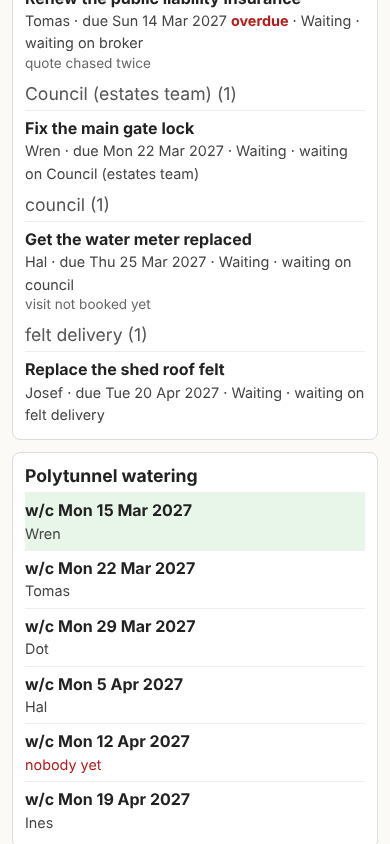 Renew the public liability insurance
Tomas · due Sun 14 Mar 2027 overdue · Waiting ·
waiting on broker
quote chased twice
Council (estates team) (1)
Fix the main gate lock
Wren · due Mon 22 Mar 2027 · Waiting · waiting
on Council (estates team)
council (1)
Get the water meter replaced
Hal · due Thu 25 Mar 2027 · Waiting · waiting on
council
visit not booked yet
felt delivery (1)
Replace the shed roof felt
Josef · due Tue 20 Apr 2027 · Waiting · waiting on
felt delivery
Polytunnel watering
w/c Mon 15 Mar 2027
Wren
w/c Mon 22 Mar 2027
Tomas
w/c Mon 29 Mar 2027
Dot
w/c Mon 5 Apr 2027
Hal
w/c Mon 12 Apr 2027
nobody yet
w/c Mon 19 Apr 2027
Ines